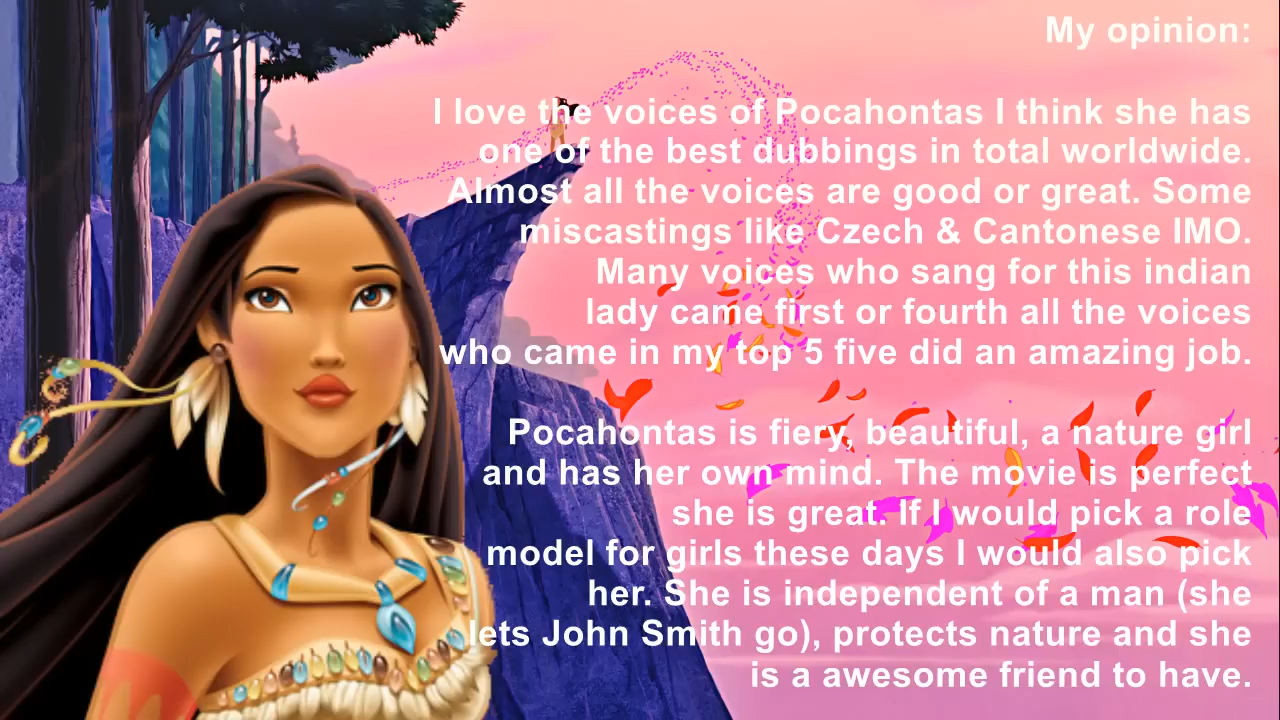 My opinion:
I love the voices of Pocahontas I think she has
one of the best dubbings in total worldwide.
Almost all the voices are good or great. Some
miscastings like Czech & Cantonese IMO.
Many voices who sang for this indian
lady came first or fourth all the voices
who came in my top 5 five did an amazing job.
Pocahontas is fiery, beautiful, a nature girl
and has her own mind. The movie is perfect
she is great. If I would pick a role
model for girls these days I would also pick
her. She is independent of a man (she
lets John Smith go), protects nature and she
is a awesome friend to have.